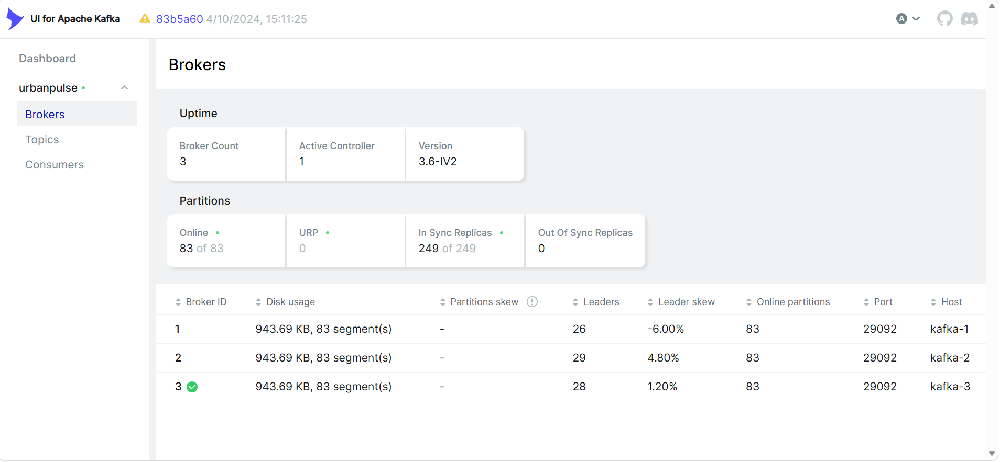 UI for Apache Kafka 83b5a60 4/10/2024, 15:11:25 A
Dashboard
urbanpulse
Brokers
Topics
Consumers
Brokers
Uptime
Broker Count Active Controller Version
3 1 3.6-IV2
Partitions
Online URP In Sync Replicas Out Of Sync Replicas
83 of 83 0 249 of 249 0
Broker ID Disk usage Partitions skew Leaders Leader skew Online partitions Port Host
1 943.69 KB, 83 segment(s) - 26 -6.00% 83 29092 kafka-1
2 943.69 KB, 83 segment(s) - 29 4.80% 83 29092 kafka-2
3 943.69 KB, 83 segment(s) - 28 1.20% 83 29092 kafka-3